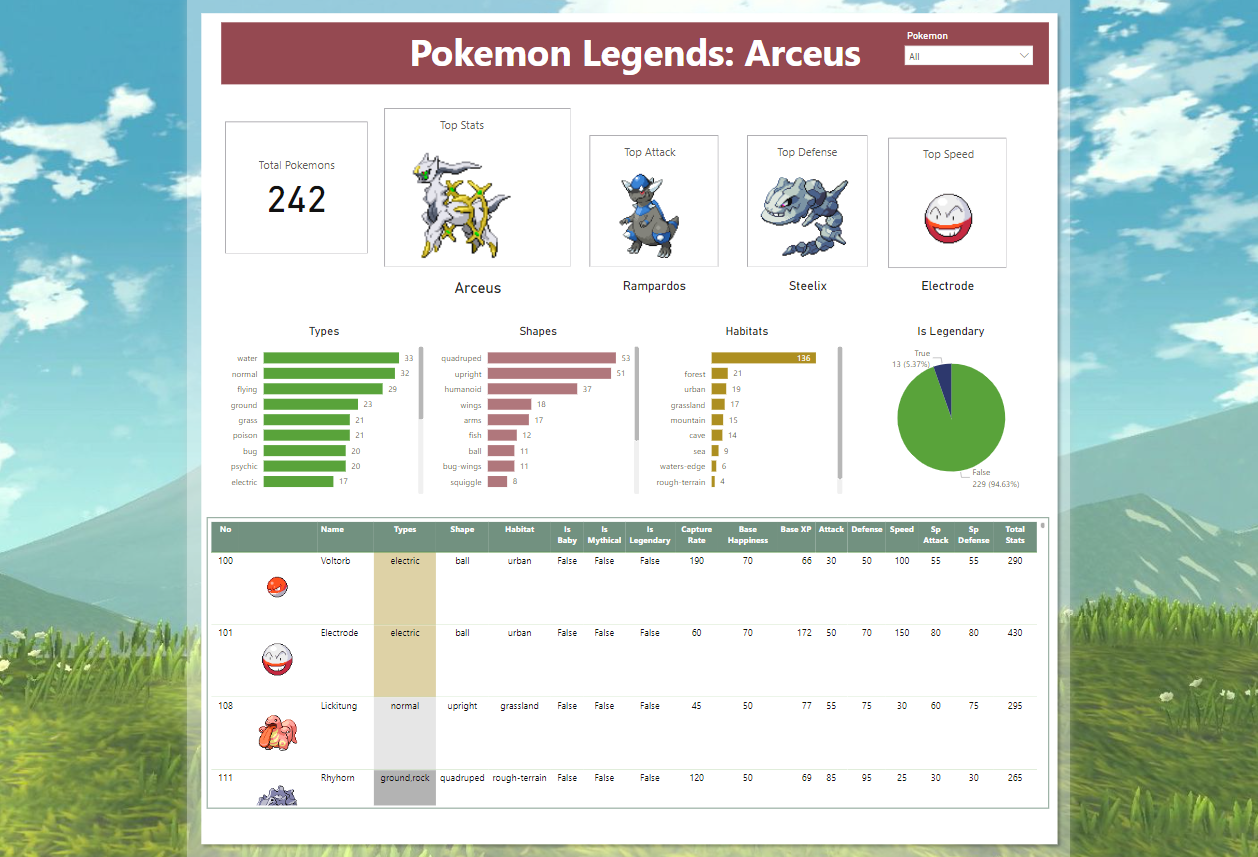 Pokemon Legends: Arceus
Pokemon
All
Total Pokemons
242
Top Stats
Arceus
Top Attack
Rampardos
Top Defense
Steelix
Top Speed
Electrode
Types
water 33
normal 32
flying 29
ground 23
grass 21
poison 21
bug 20
psychic 20
electric 17
Shapes
quadruped 53
upright 51
humanoid 37
wings 18
arms 17
fish 12
ball 11
bug-wings 11
squiggle 8
Habitats
136
forest 21
urban 19
grassland 17
mountain 15
cave 14
sea 9
waters-edge 6
rough-terrain 4
Is Legendary
True
13 (5.37%)
False
229 (94.63%)
No Name Types Shape Habitat Is Baby Is Mythical Is Legendary Capture Rate Base Happiness Base XP Attack Defense Speed Sp Attack Sp Defense Total Stats
100 Voltorb electric ball urban False False False 190 70 66 30 50 100 55 55 290
101 Electrode electric ball urban False False False 60 70 172 50 70 150 80 80 430
108 Lickitung normal upright grassland False False False 45 50 77 55 75 30 60 75 295
111 Rhyhorn ground,rock quadruped rough-terrain False False False 120 50 69 85 95 25 30 30 265